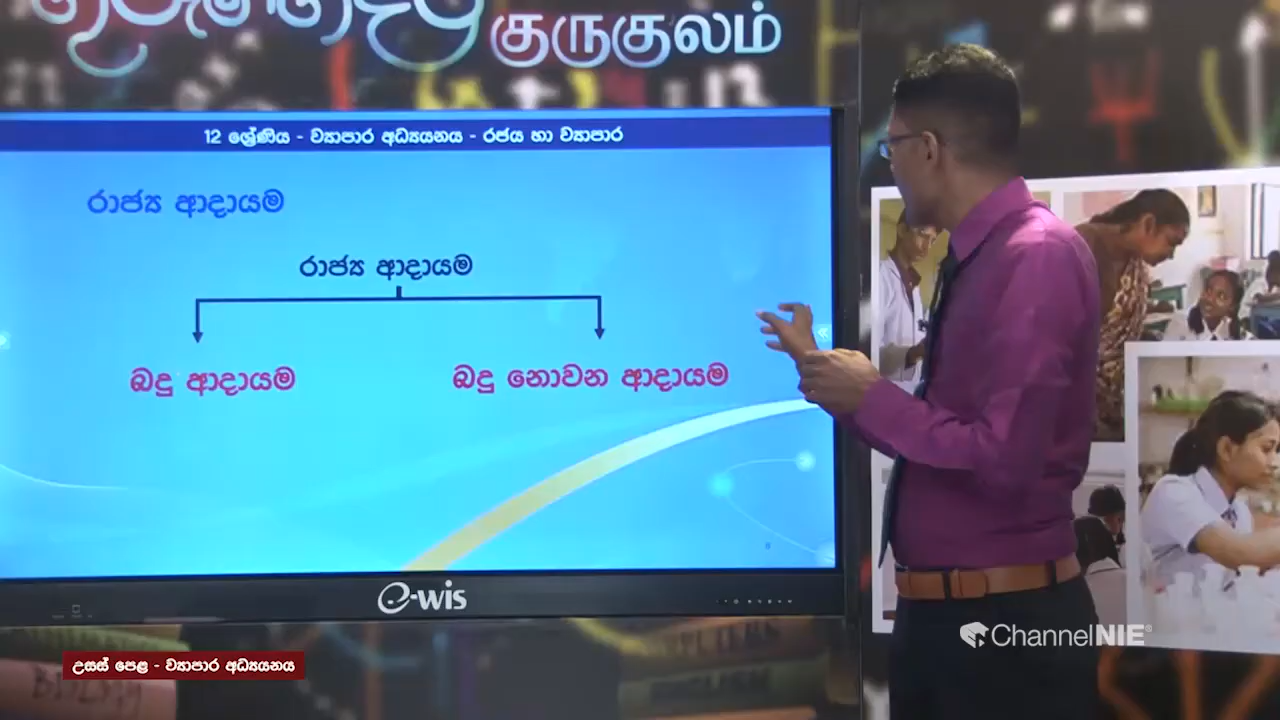 குருகுலம்
12 ශ්‍රේණිය - ව්‍යාපාර අධ්‍යයනය - රජය හා ව්‍යාපාර
රාජ්‍ය ආදායම
රාජ්‍ය ආදායම
බදු ආදායම
බදු නොවන ආදායම
e-wis
ChannelNIE
උසස් පෙළ - ව්‍යාපාර අධ්‍යයනය